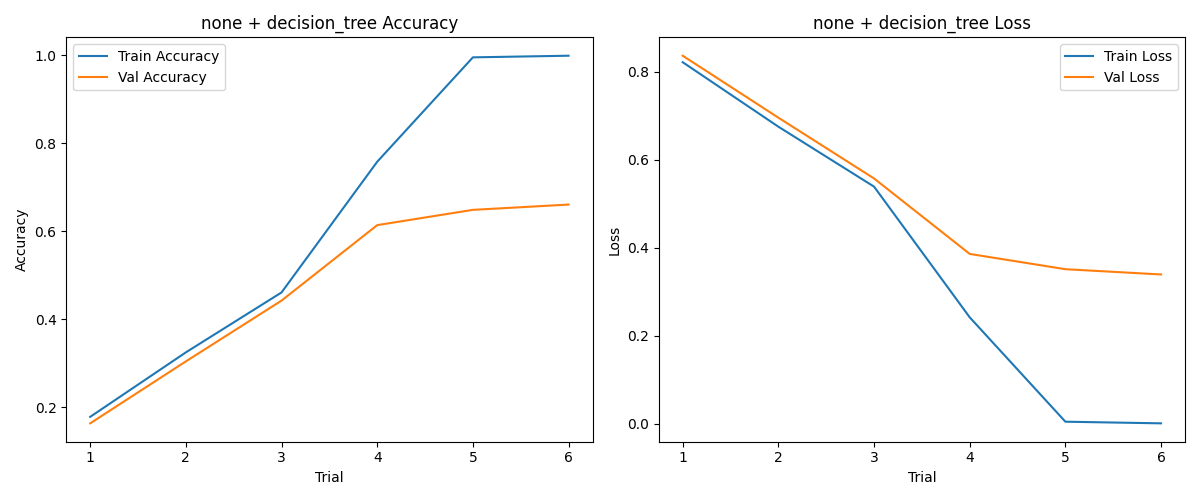 none + decision_tree Accuracy
Train Accuracy
Val Accuracy
1.0
0.8
0.6
0.4
0.2
Accuracy
1 2 3 4 5 6
Trial
none + decision_tree Loss
Train Loss
Val Loss
0.8
0.6
0.4
0.2
0.0
Loss
1 2 3 4 5 6
Trial